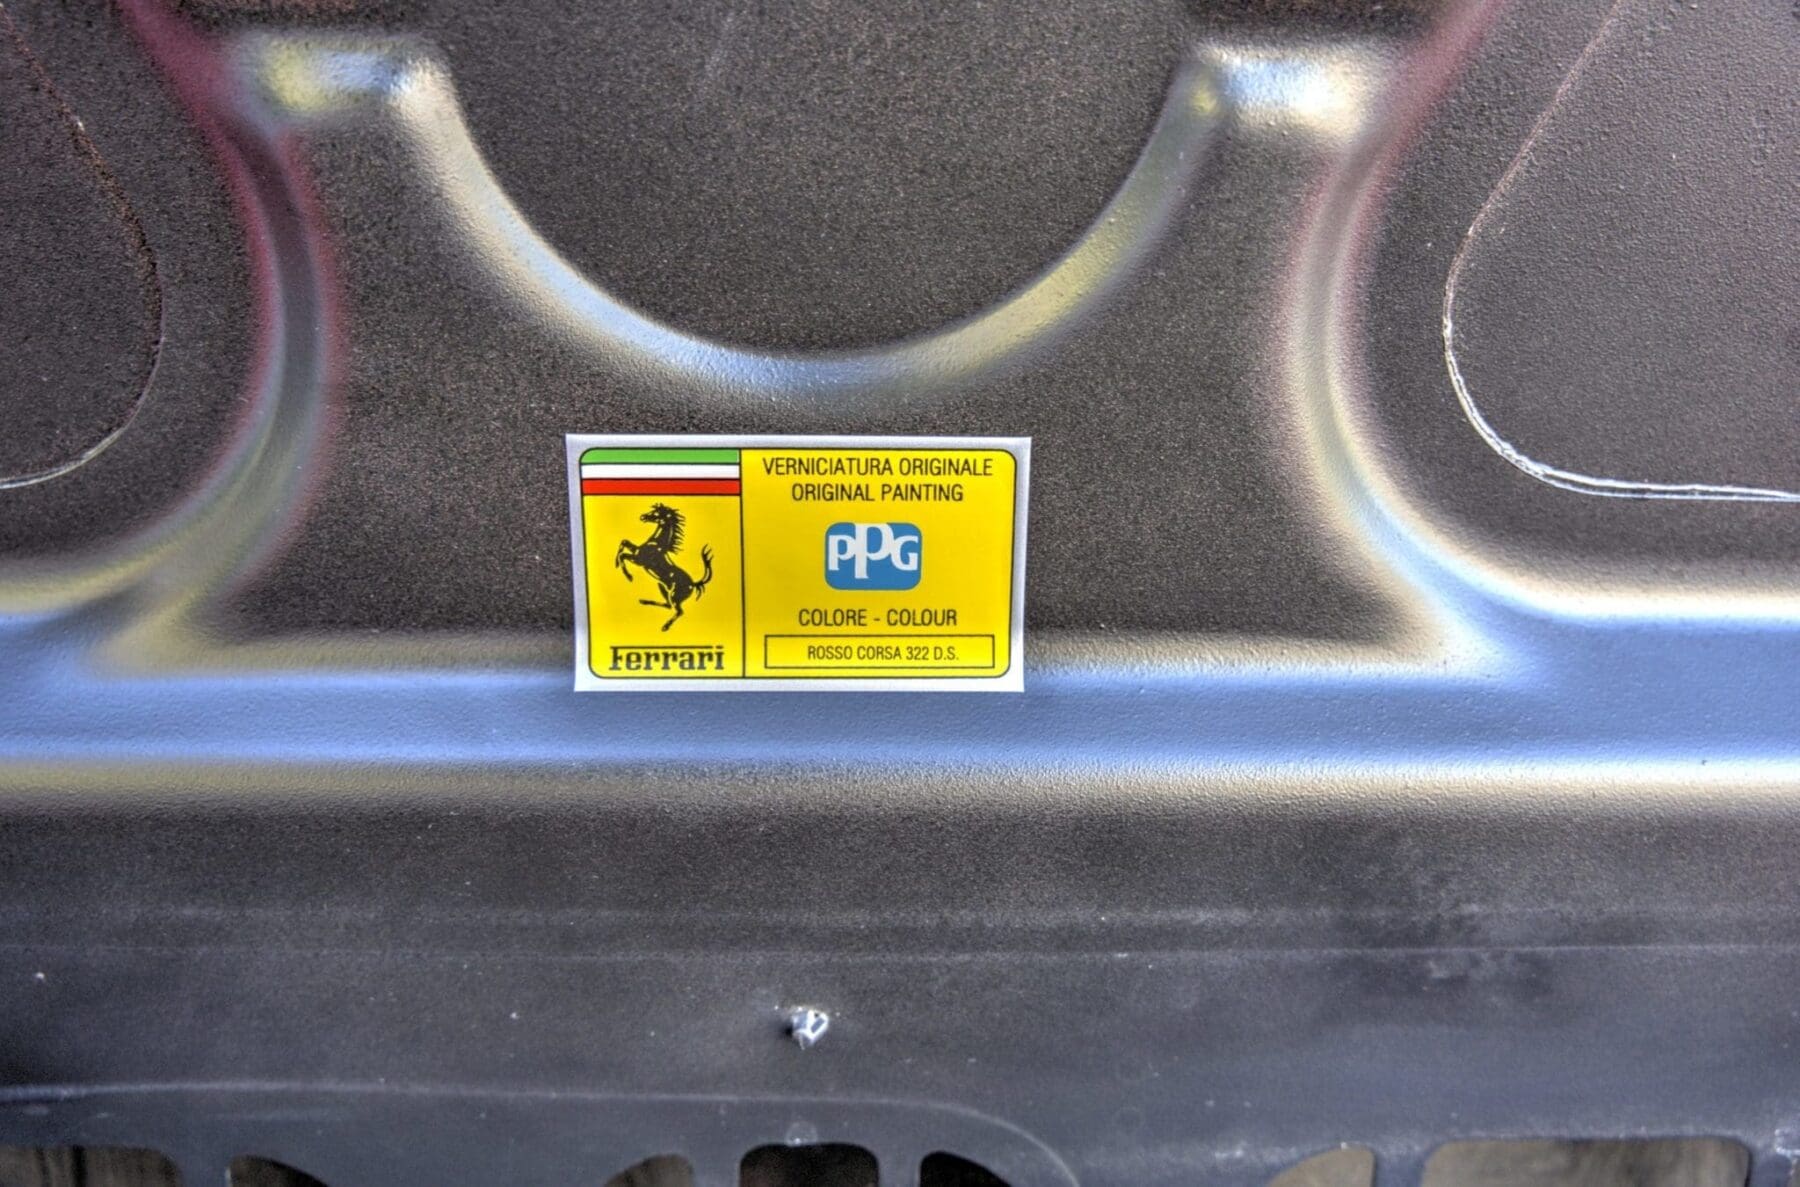 VERNICIATURA ORIGINALE
ORIGINAL PAINTING
PPG
COLORE - COLOUR
ROSSO CORSA 322 D.S.
Ferrari